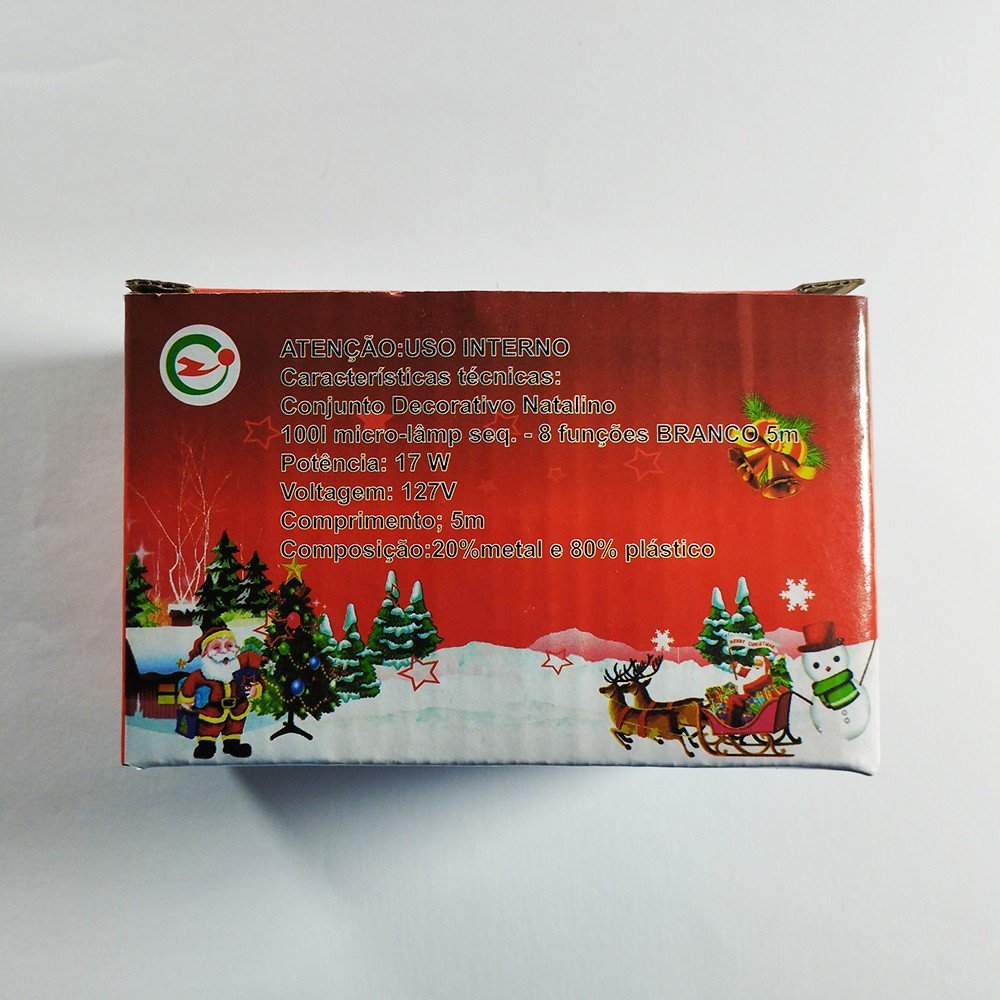 ATENÇÃO:USO INTERNO
Características técnicas:
Conjunto Decorativo Natalino
100l micro-lâmp seq. - 8 funções BRANCO 5m
Potência: 17 W
Voltagem: 127V
Comprimento; 5m
Composição:20%metal e 80% plástico
MERRY